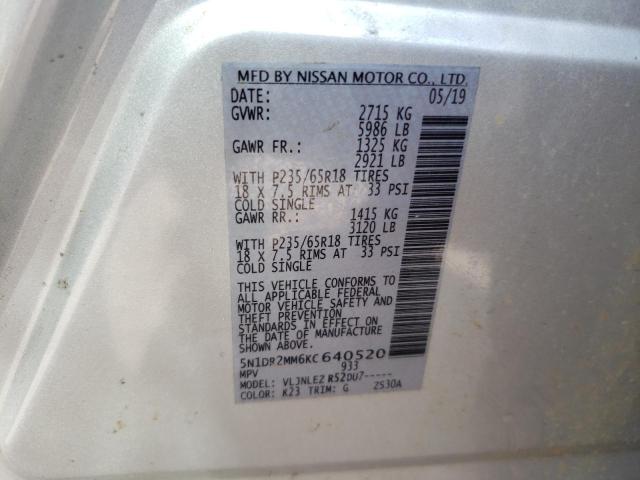 MFD BY NISSAN MOTOR CO., LTD.
DATE: 05/19
GVWR: 2715 KG
5986 LB
GAWR FR.: 1325 KG
2921 LB
WITH P235/65R18 TIRES
18 X 7.5 RIMS AT 33 PSI
COLD SINGLE
GAWR RR.: 1415 KG
3120 LB
WITH P235/65R18 TIRES
18 X 7.5 RIMS AT 33 PSI
COLD SINGLE
THIS VEHICLE CONFORMS TO
ALL APPLICABLE FEDERAL
MOTOR VEHICLE SAFETY AND
THEFT PREVENTION
STANDARDS IN EFFECT ON
THE DATE OF MANUFACTURE
SHOWN ABOVE.
5N1DR2MM6KC640520
MPV 933
MODEL: VLJNLEZ R52DU7-----
COLOR: K23 TRIM: G 2S30A